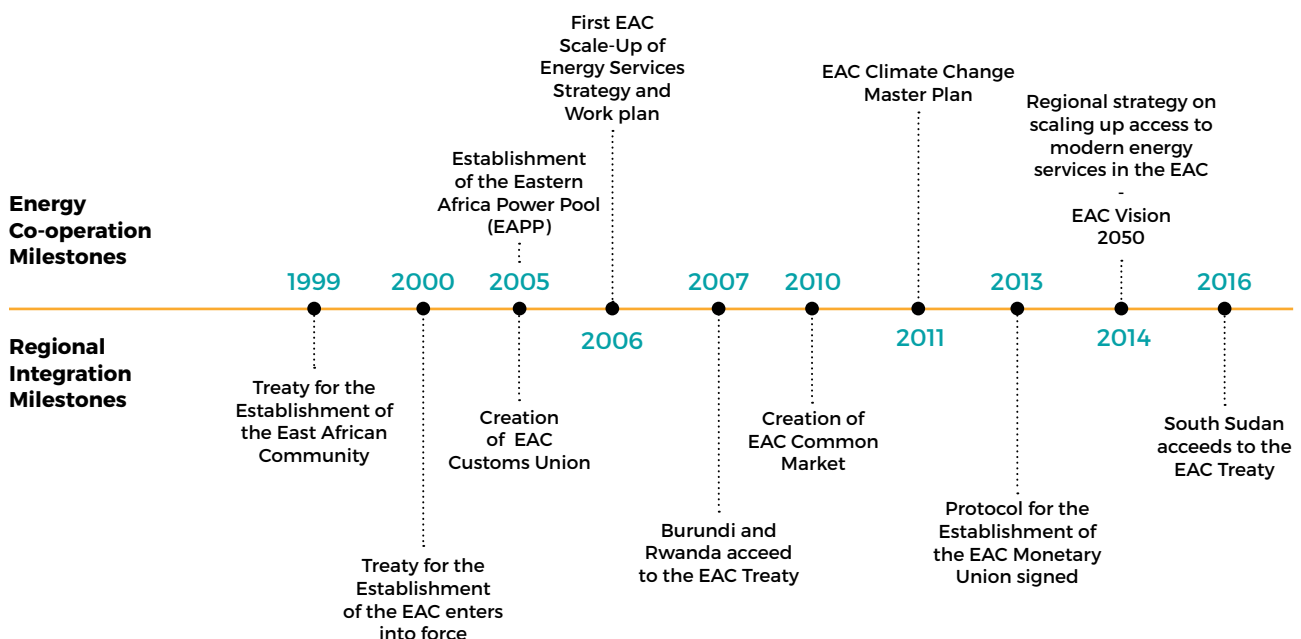 First EAC
Scale-Up of
Energy Services
Strategy and
Work plan
EAC Climate Change
Master Plan
Regional strategy on
scaling up access to
modern energy
services in the EAC
-
EAC Vision
2050
Establishment
of the Eastern
Africa Power Pool
(EAPP)
Energy
Co-operation
Milestones
1999
2000
2005
2006
2007
2010
2011
2013
2014
2016
Regional
Integration
Milestones
Treaty for the
Establishment of
the East African
Community
Treaty for the
Establishment
of the EAC enters
into force
Creation
of EAC
Customs Union
Burundi and
Rwanda acceed
to the EAC Treaty
Creation of
EAC Common
Market
Protocol for the
Establishment of
the EAC Monetary
Union signed
South Sudan
acceeds to the
EAC Treaty